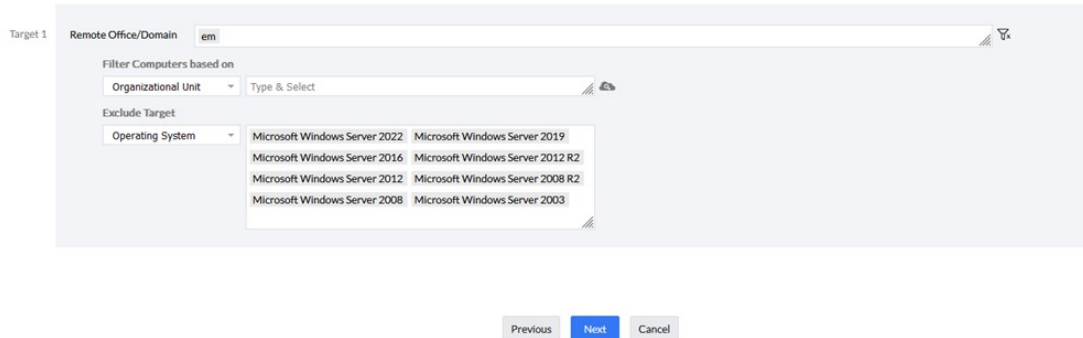 Target 1 Remote Office/Domain em
Filter Computers based on
Organizational Unit Type & Select
Exclude Target
Operating System Microsoft Windows Server 2022 Microsoft Windows Server 2019
Microsoft Windows Server 2016 Microsoft Windows Server 2012 R2
Microsoft Windows Server 2012 Microsoft Windows Server 2008 R2
Microsoft Windows Server 2008 Microsoft Windows Server 2003
Previous Next Cancel